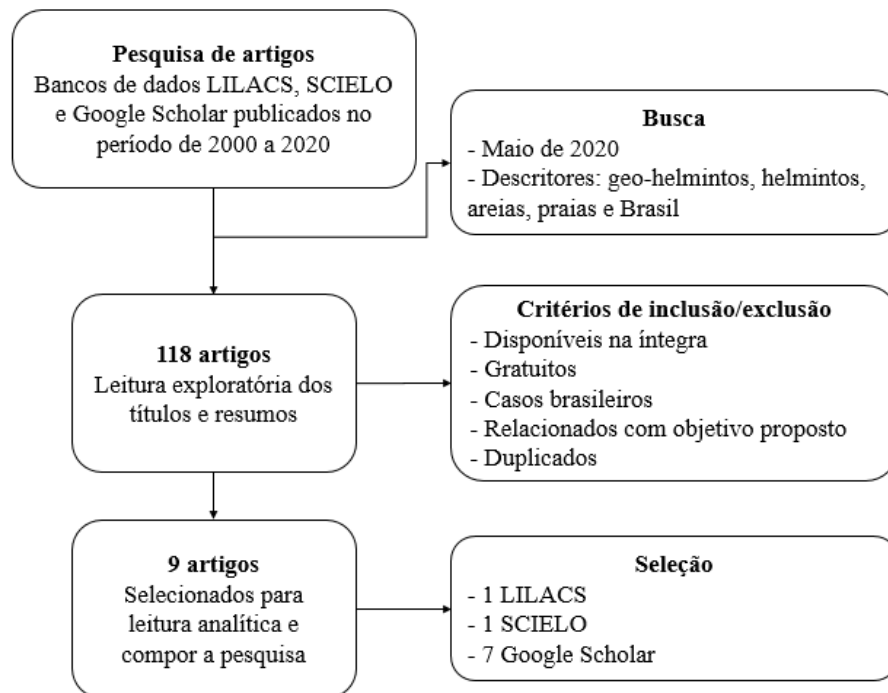 Pesquisa de artigos
Bancos de dados LILACS, SCIELO
e Google Scholar publicados no
período de 2000 a 2020
Busca
- Maio de 2020
- Descritores: geo-helmintos, helmintos,
areias, praias e Brasil
118 artigos
Leitura exploratória dos
títulos e resumos
Critérios de inclusão/exclusão
- Disponíveis na íntegra
- Gratuitos
- Casos brasileiros
- Relacionados com objetivo proposto
- Duplicados
9 artigos
Selecionados para
leitura analítica e
compor a pesquisa
Seleção
- 1 LILACS
- 1 SCIELO
- 7 Google Scholar